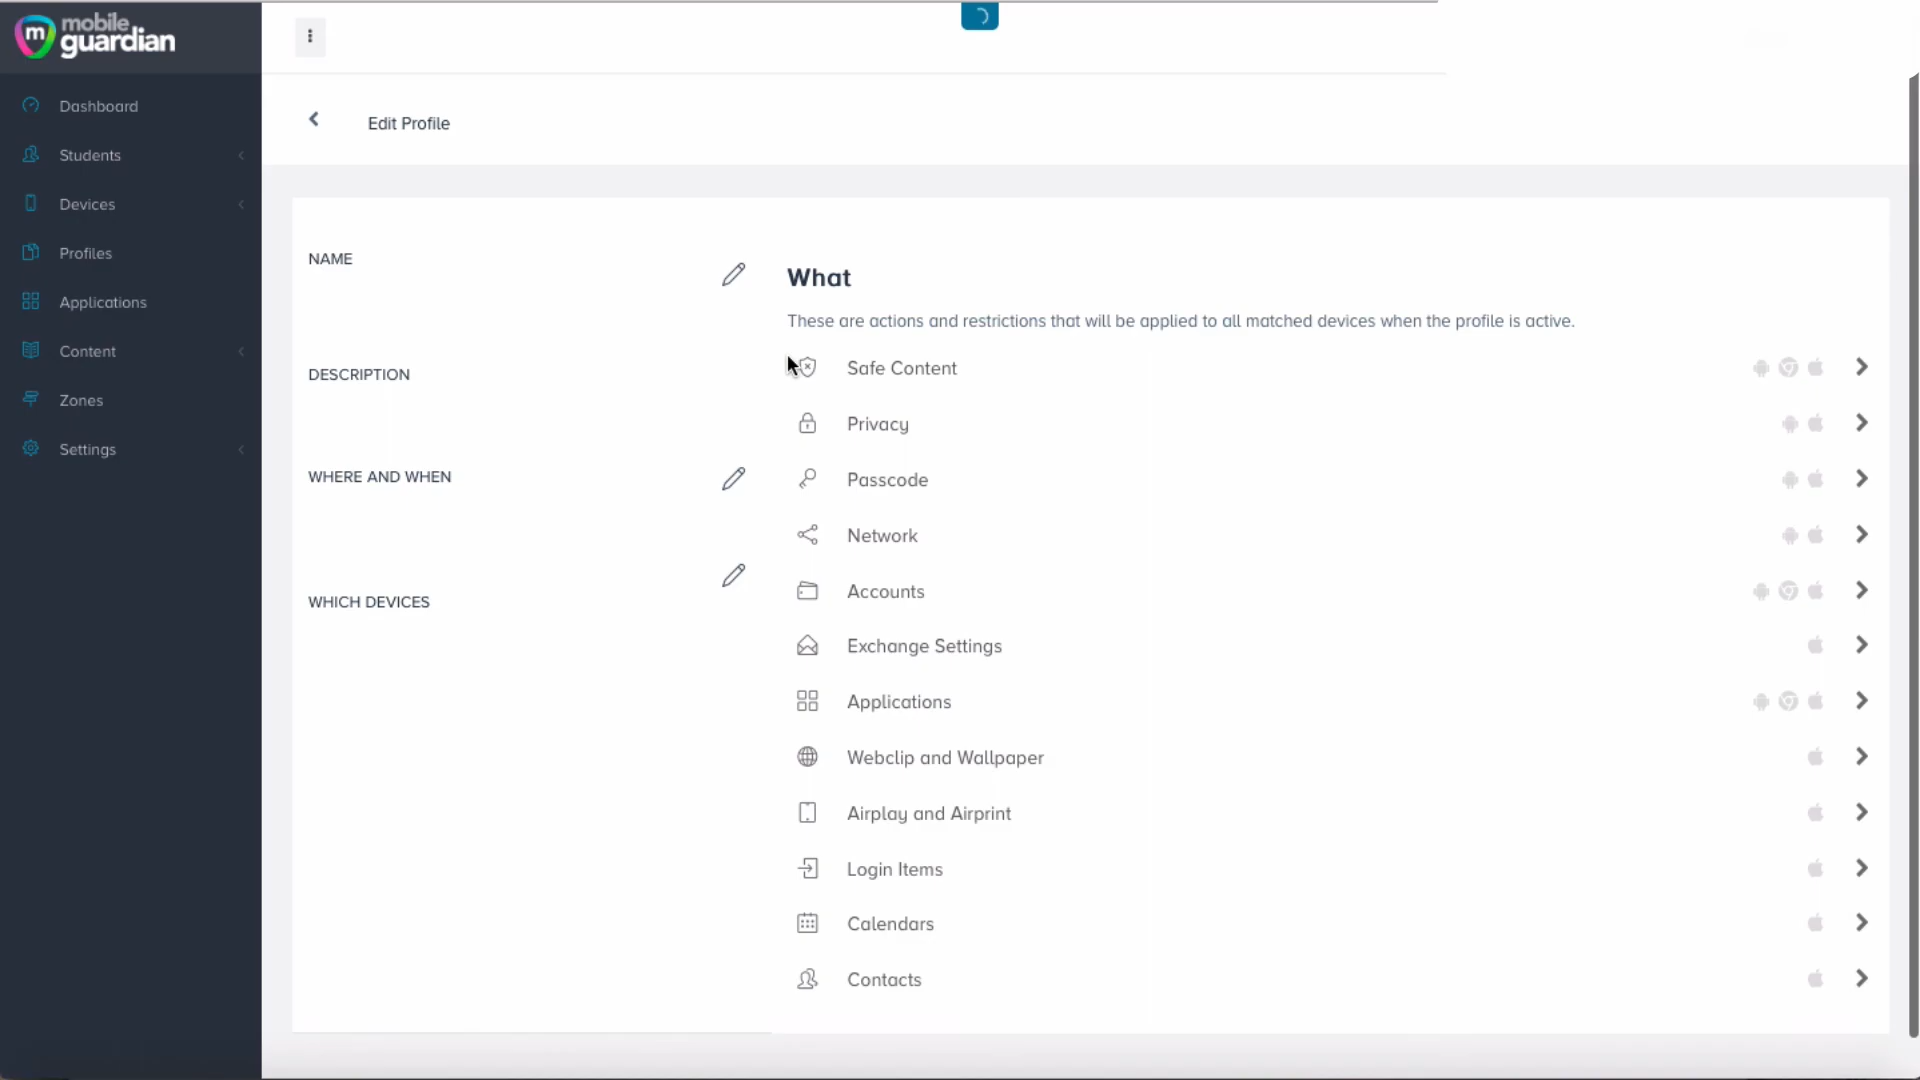 mobile
guardian
Dashboard
Students
Devices
Profiles
Applications
Content
Zones
Settings
Edit Profile
NAME
DESCRIPTION
WHERE AND WHEN
WHICH DEVICES
What
These are actions and restrictions that will be applied to all matched devices when the profile is active.
Safe Content
Privacy
Passcode
Network
Accounts
Exchange Settings
Applications
Webclip and Wallpaper
Airplay and Airprint
Login Items
Calendars
Contacts